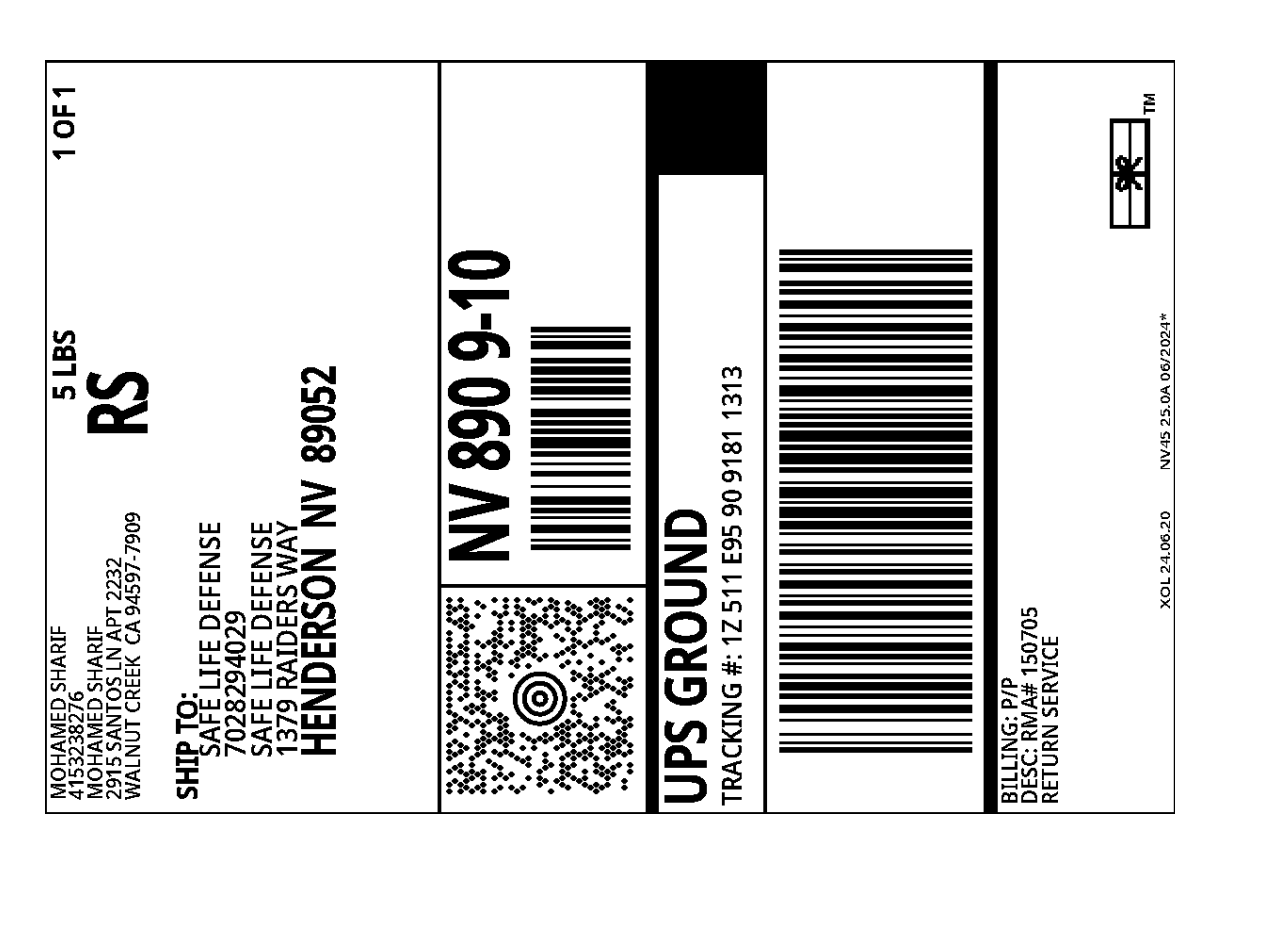 MOHAMED SHARIF
4153238276
MOHAMED SHARIF
2915 SANTOS LN APT 2232
WALNUT CREEK CA 94597-7909
5 LBS
1 OF 1
RS
SHIP TO:
SAFE LIFE DEFENSE
7028294029
SAFE LIFE DEFENSE
1379 RAIDERS WAY
HENDERSON NV 89052
NV 890 9-10
UPS GROUND
TRACKING #: 1Z 511 E95 90 9181 1313
BILLING: P/P
DESC: RMA# 150705
RETURN SERVICE
TM
XOL 24.06.20 NV45 25.0A 06/2024*